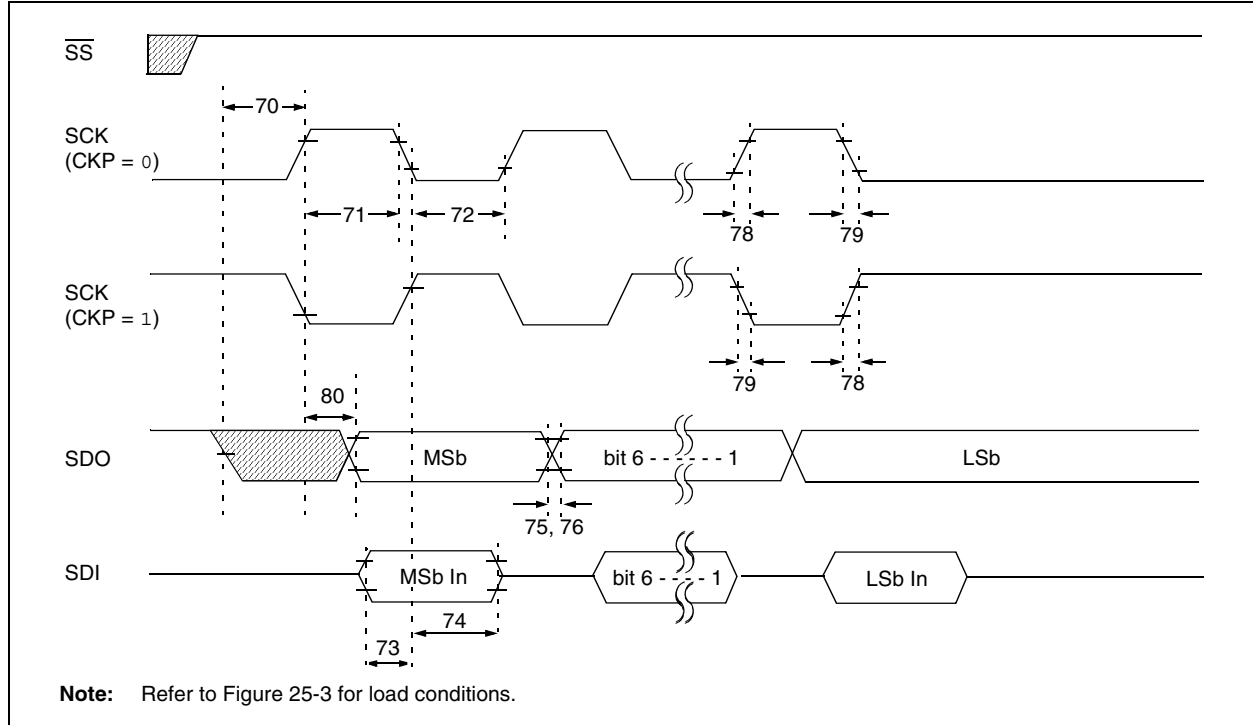 SS
70
SCK
(CKP = 0)
71
72
78
79
SCK
(CKP = 1)
79
78
80
SDO
MSb
bit 6 - - - - - - 1
LSb
75, 76
SDI
MSb In
bit 6 - - - - 1
LSb In
74
73
Note: Refer to Figure 25-3 for load conditions.